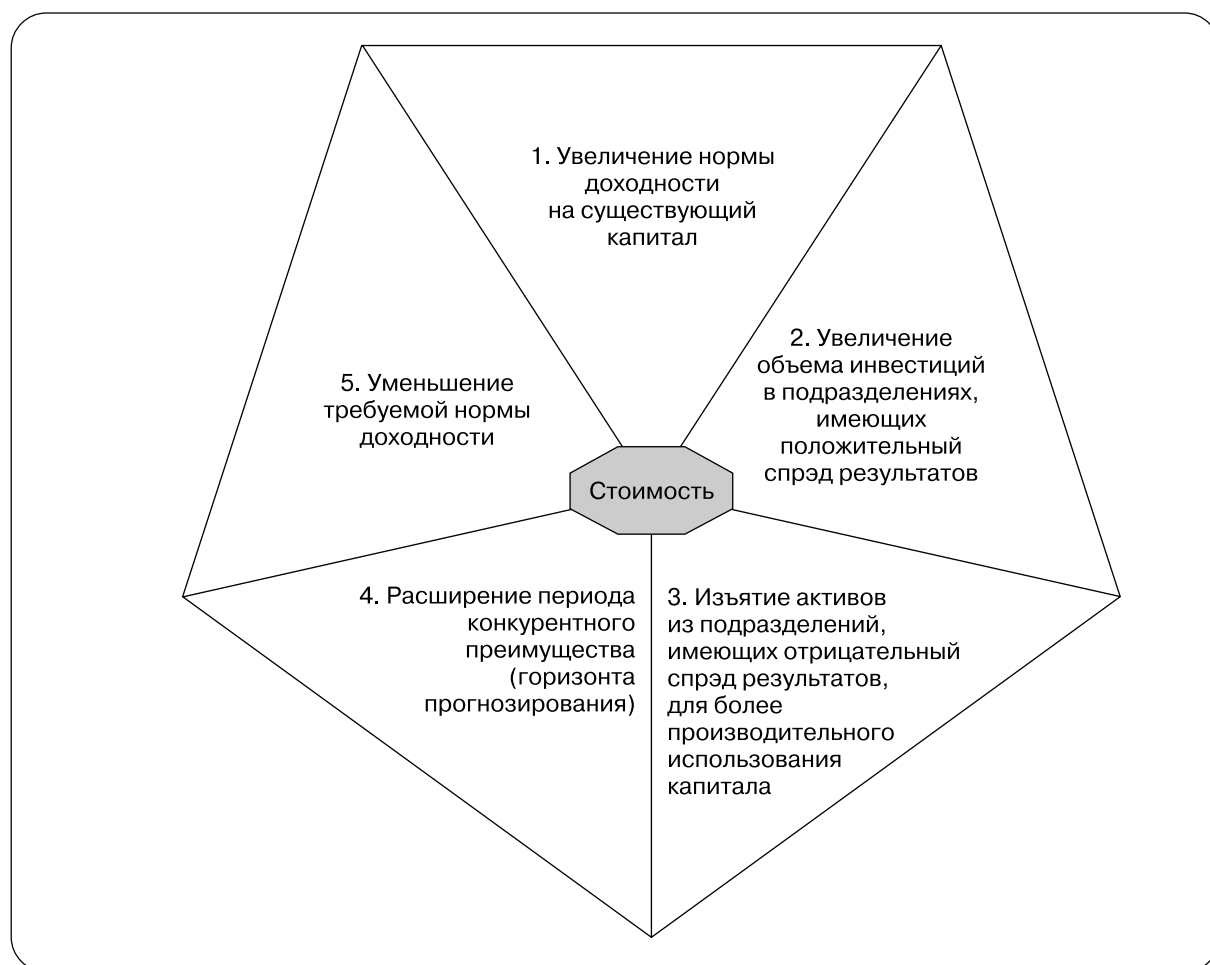 1. Увеличение нормы
доходности
на существующий
капитал
2. Увеличение
объема инвестиций
в подразделениях,
имеющих
положительный
спрэд результатов
3. Изъятие активов
из подразделений,
имеющих отрицательный
спрэд результатов,
для более
производительного
использования
капитала
4. Расширение периода
конкурентного
преимущества
(горизонта
прогнозирования)
5. Уменьшение
требуемой нормы
доходности
Стоимость